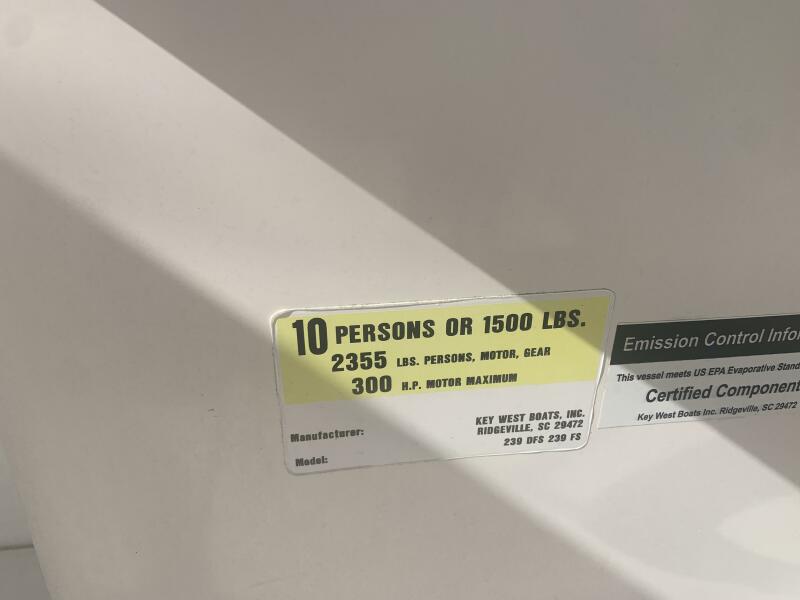 10 PERSONS OR 1500 LBS.
2355 LBS. PERSONS, MOTOR, GEAR
300 H.P. MOTOR MAXIMUM
Manufacturer: KEY WEST BOATS, INC.
RIDGEVILLE, SC 29472
Model: 239 DFS 239 FS
Emission Control Infor
This vessel meets US EPA Evaporative Stand
Certified Component
Key West Boats Inc. Ridgeville, SC 29472